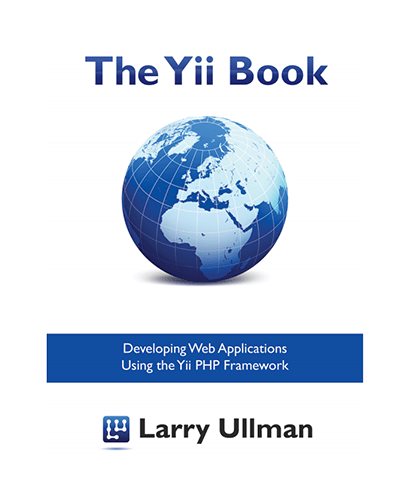 The Yii Book
Developing Web Applications
Using the Yii PHP Framework
Larry Ullman